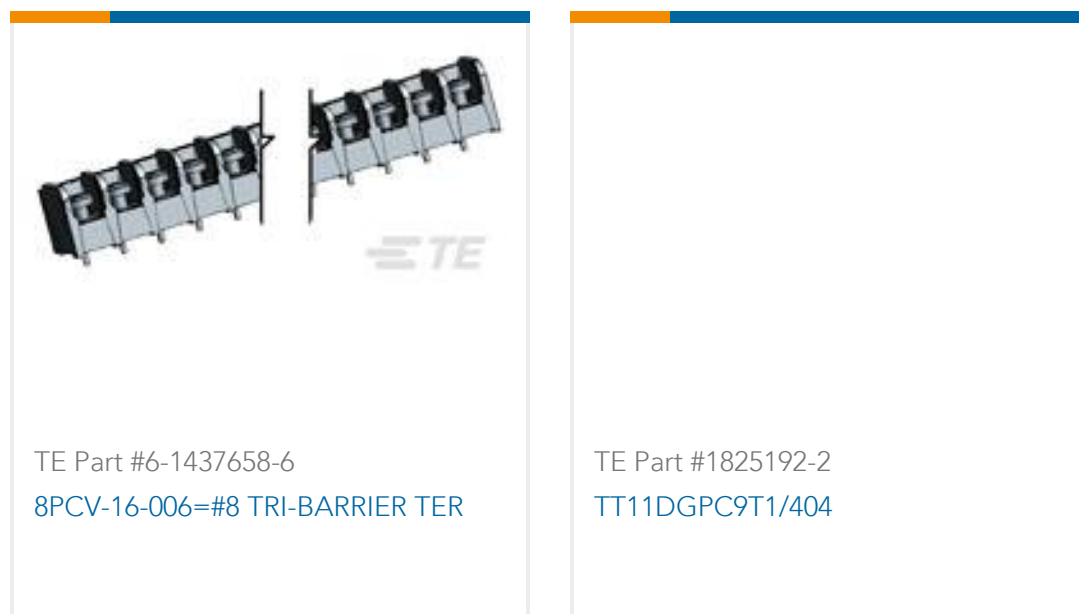 TE
TE Part #6-1437658-6
8PCV-16-006=#8 TRI-BARRIER TER
TE Part #1825192-2
TT11DGPC9T1/404